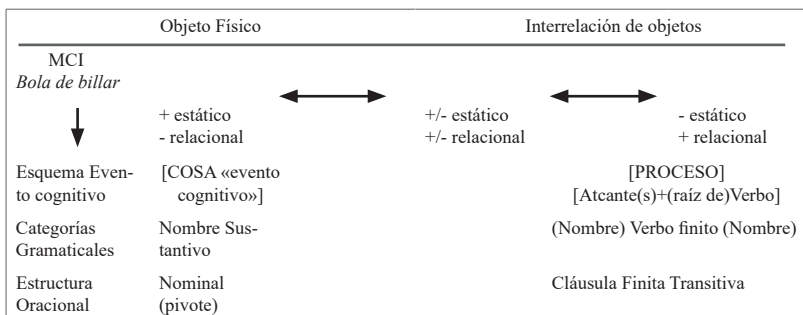 Objeto Físico Interrelación de objetos
MCI
Bola de billar
+ estático +/- estático - estático
- relacional +/- relacional + relacional
Esquema Even- [COSA «evento [PROCESO]
to cognitivo cognitivo»] [Atcante(s)+(raíz de)Verbo]
Categorías Nombre Sus- (Nombre) Verbo finito (Nombre)
Gramaticales tantivo
Estructura Nominal Cláusula Finita Transitiva
Oracional (pivote)